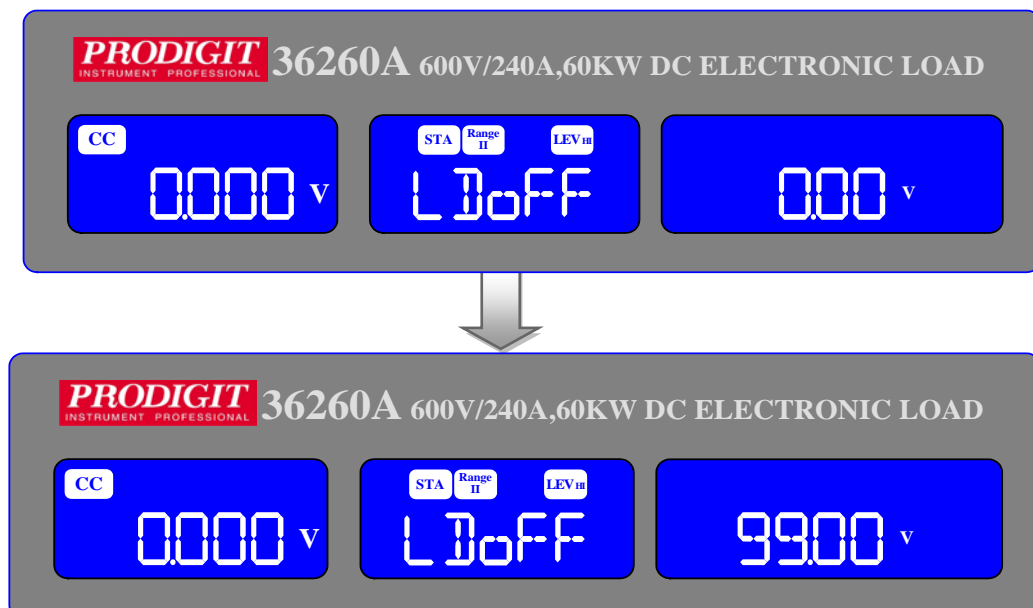 PRODIGIT
INSTRUMENT PROFESSIONAL
36260A 600V/240A,60KW DC ELECTRONIC LOAD
CC
0.000 V
STA Range II LEV HI
LDoFF
0.00 V
PRODIGIT
INSTRUMENT PROFESSIONAL
36260A 600V/240A,60KW DC ELECTRONIC LOAD
CC
0.000 V
STA Range II LEV HI
LDoFF
99.00 V